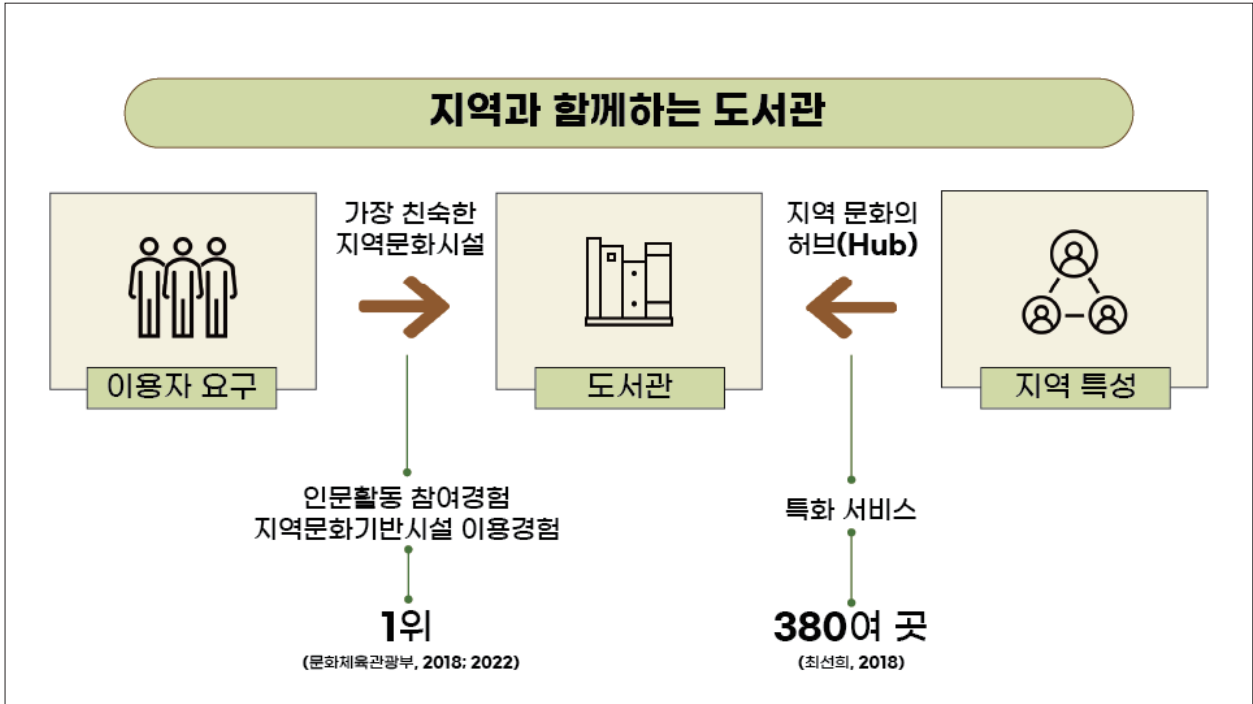 지역과 함께하는 도서관
가장 친숙한
지역문화시설
지역 문화의
허브(Hub)
이용자 요구
도서관
지역 특성
인문활동 참여경험
지역문화기반시설 이용경험
특화 서비스
1위
(문화체육관광부, 2018; 2022)
380여 곳
(최선희, 2018)